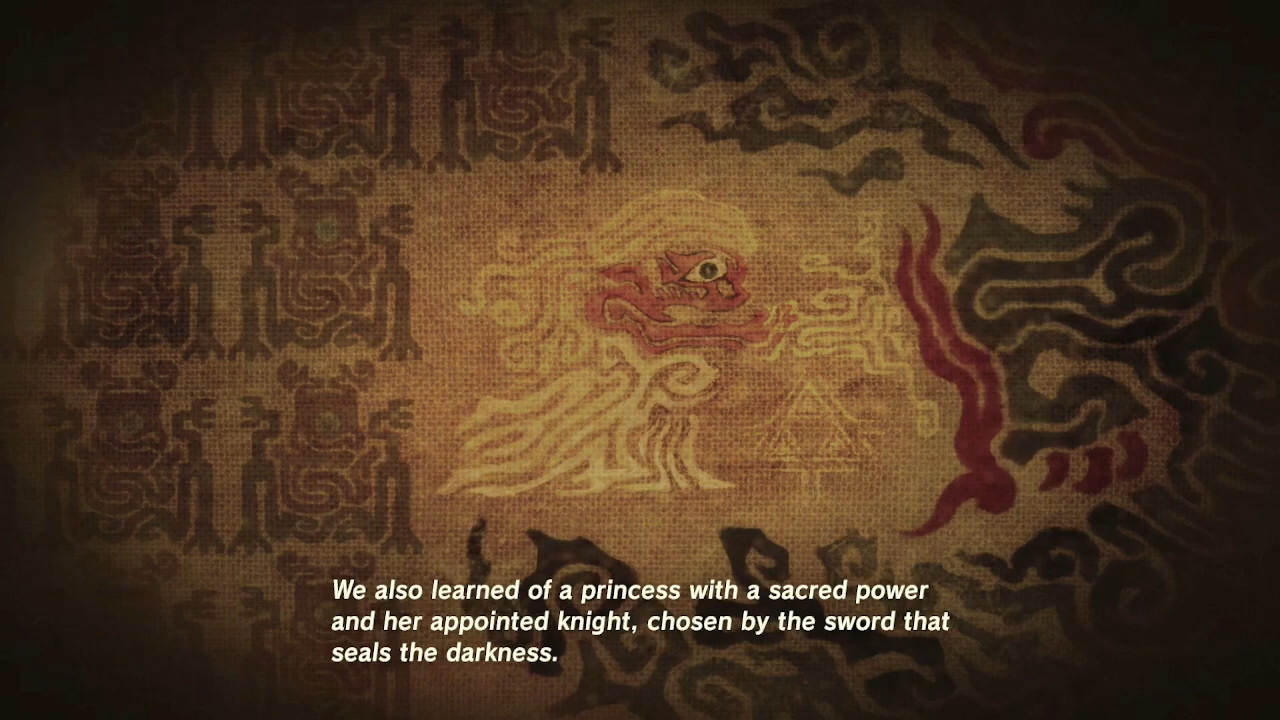 We also learned of a princess with a sacred power
and her appointed knight, chosen by the sword that
seals the darkness.